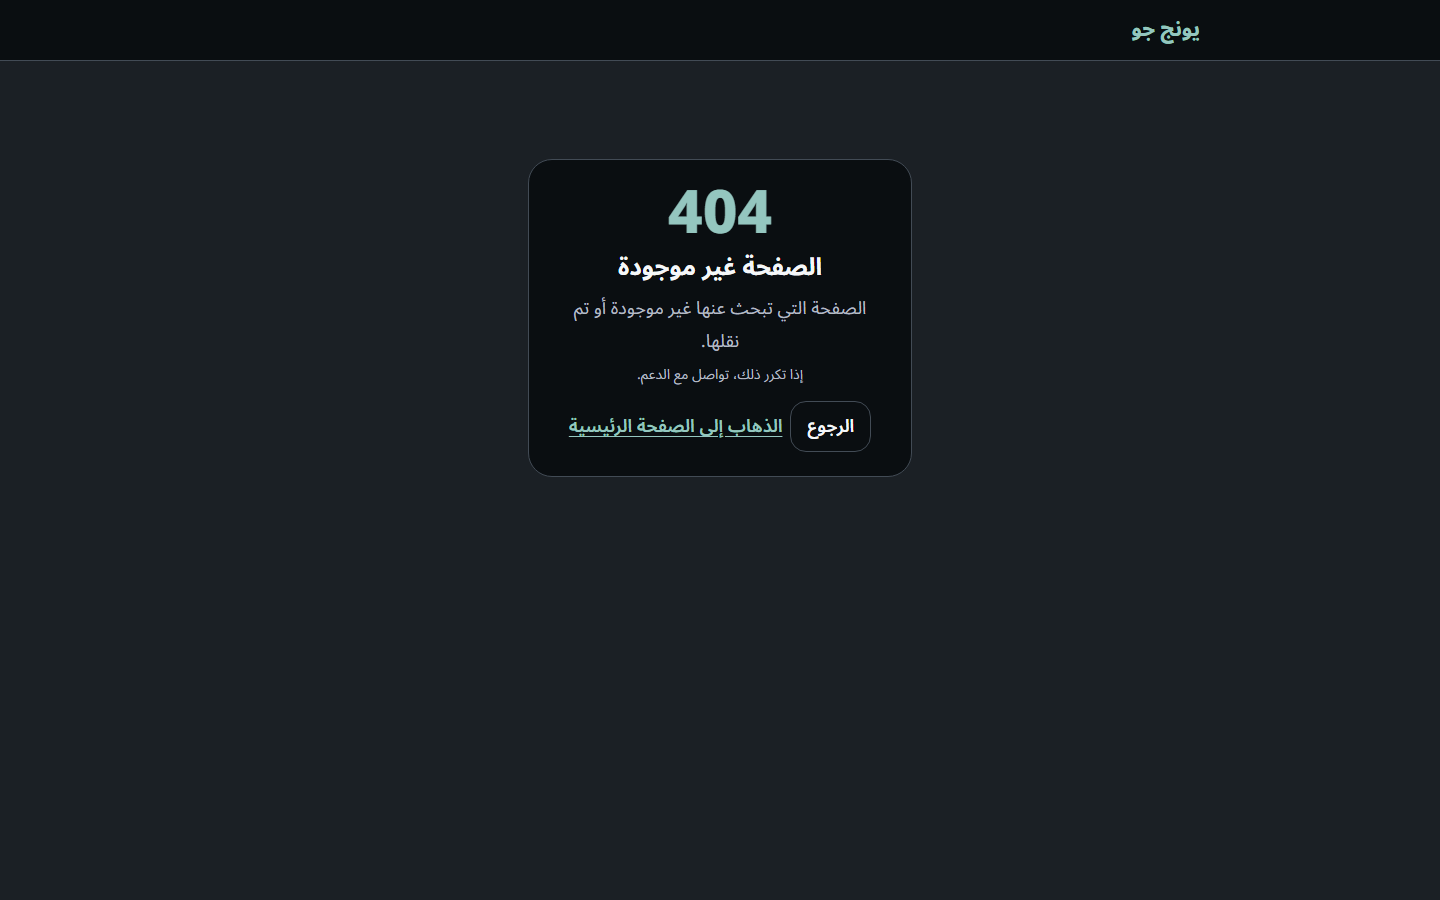 يونج جو
404
الصفحة غير موجودة
الصفحة التي تبحث عنها غير موجودة أو تم
نقلها.
إذا تكرر ذلك، تواصل مع الدعم.
الرجوع
الذهاب إلى الصفحة الرئيسية